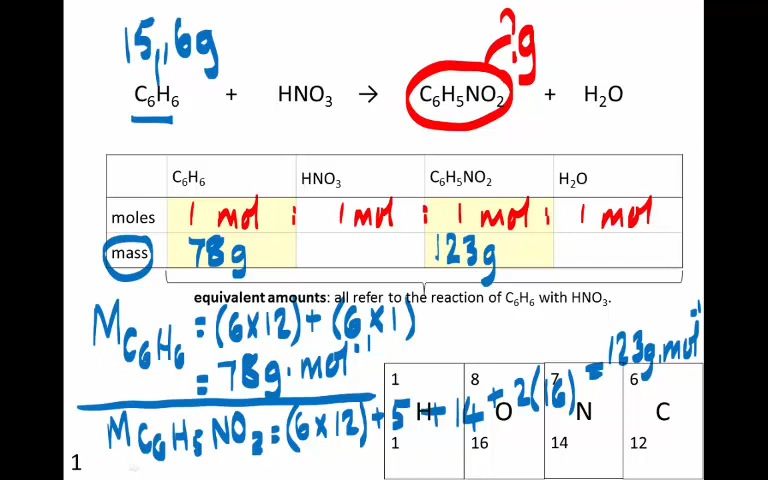 15,6g ?g
C₆H₆ + HNO₃ → C₆H₅NO₂ + H₂O
C₆H₆ HNO₃ C₆H₅NO₂ H₂O
moles 1 mol : 1 mol : 1 mol : 1 mol
mass 78g 123g
equivalent amounts: all refer to the reaction of C₆H₆ with HNO₃.
M C₆H₆ = (6×12) + (6×1)
= 78g·mol⁻¹
M C₆H₅NO₂ = (6×12) + 5 + 14 + 2(16) = 123g·mol⁻¹
1 8 7 6
H O N C
1 16 14 12
1